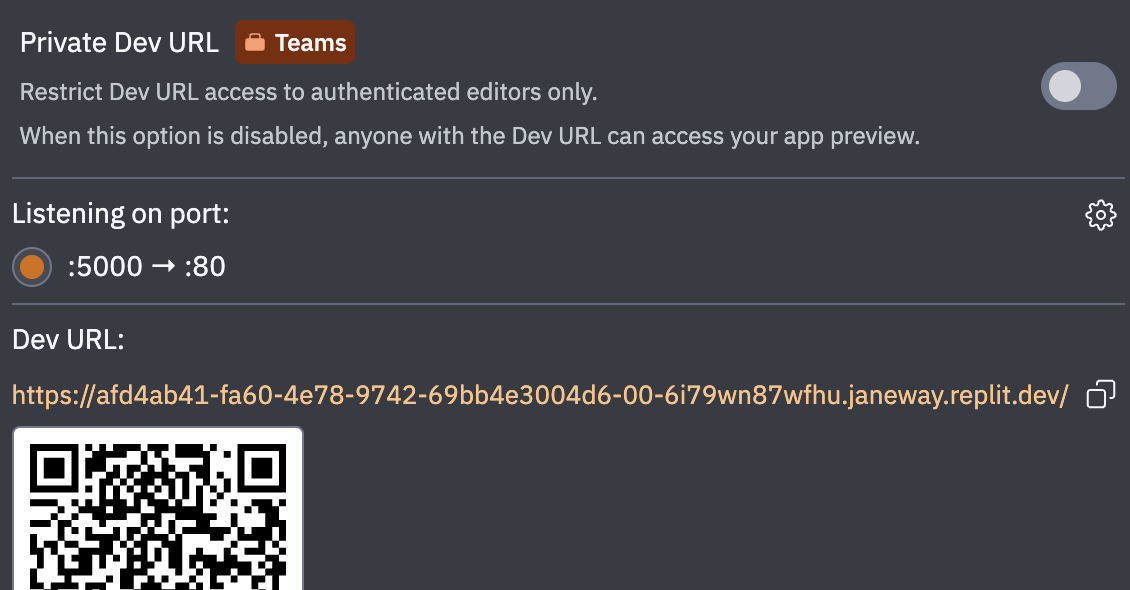 Private Dev URL Teams
Restrict Dev URL access to authenticated editors only.
When this option is disabled, anyone with the Dev URL can access your app preview.
Listening on port:
:5000 → :80
Dev URL:
https://afd4ab41-fa60-4e78-9742-69bb4e3004d6-00-6i79wn87wfhu.janeway.replit.dev/